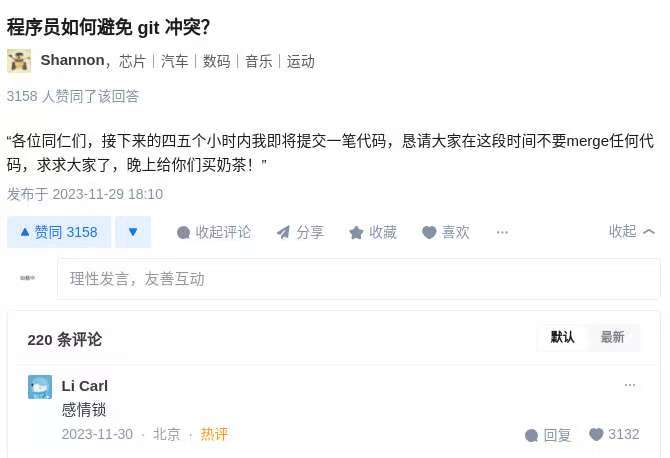 程序员如何避免 git 冲突？
Shannon，芯片｜汽车｜数码｜音乐｜运动
3158 人赞同了该回答
“各位同仁们，接下来的四五个小时内我即将提交一笔代码，恳请大家在这段时间不要merge任何代
码，求求大家了，晚上给你们买奶茶！”
发布于 2023-11-29 18:10
赞同 3158 收起评论 分享 收藏 喜欢 ··· 收起
理性发言，友善互动
220 条评论 默认 最新
Li Carl ···
感情锁
2023-11-30 · 北京 · 热评 回复 3132